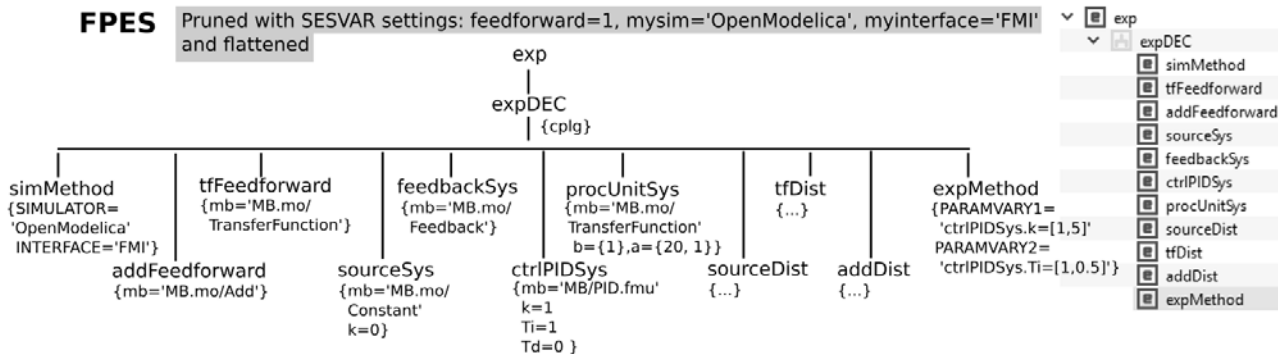 FPES
Pruned with SESVAR settings: feedforward=1, mysim='OpenModelica', myinterface='FMI'
and flattened
exp
expDEC
{cplg}
simMethod
{SIMULATOR=
'OpenModelica'
INTERFACE='FMI'}
addFeedforward
{mb='MB.mo/Add'}
tfFeedforward
{mb='MB.mo/
TransferFunction'}
sourceSys
{mb='MB.mo/
Constant'
k=0}
feedbackSys
{mb='MB.mo/
Feedback'}
ctrlPIDSys
{mb='MB/PID.fmu'
k=1
Ti=1
Td=0 }
procUnitSys
{mb='MB.mo/
TransferFunction'
b={1},a={20, 1}}
sourceDist
{...}
tfDist
{...}
addDist
{...}
expMethod
{PARAMVARY1=
'ctrlPIDSys.k=[1,5]'
PARAMVARY2=
'ctrlPIDSys.Ti=[1,0.5]'}
exp
expDEC
simMethod
tfFeedforward
addFeedforward
sourceSys
feedbackSys
ctrlPIDSys
procUnitSys
sourceDist
tfDist
addDist
expMethod